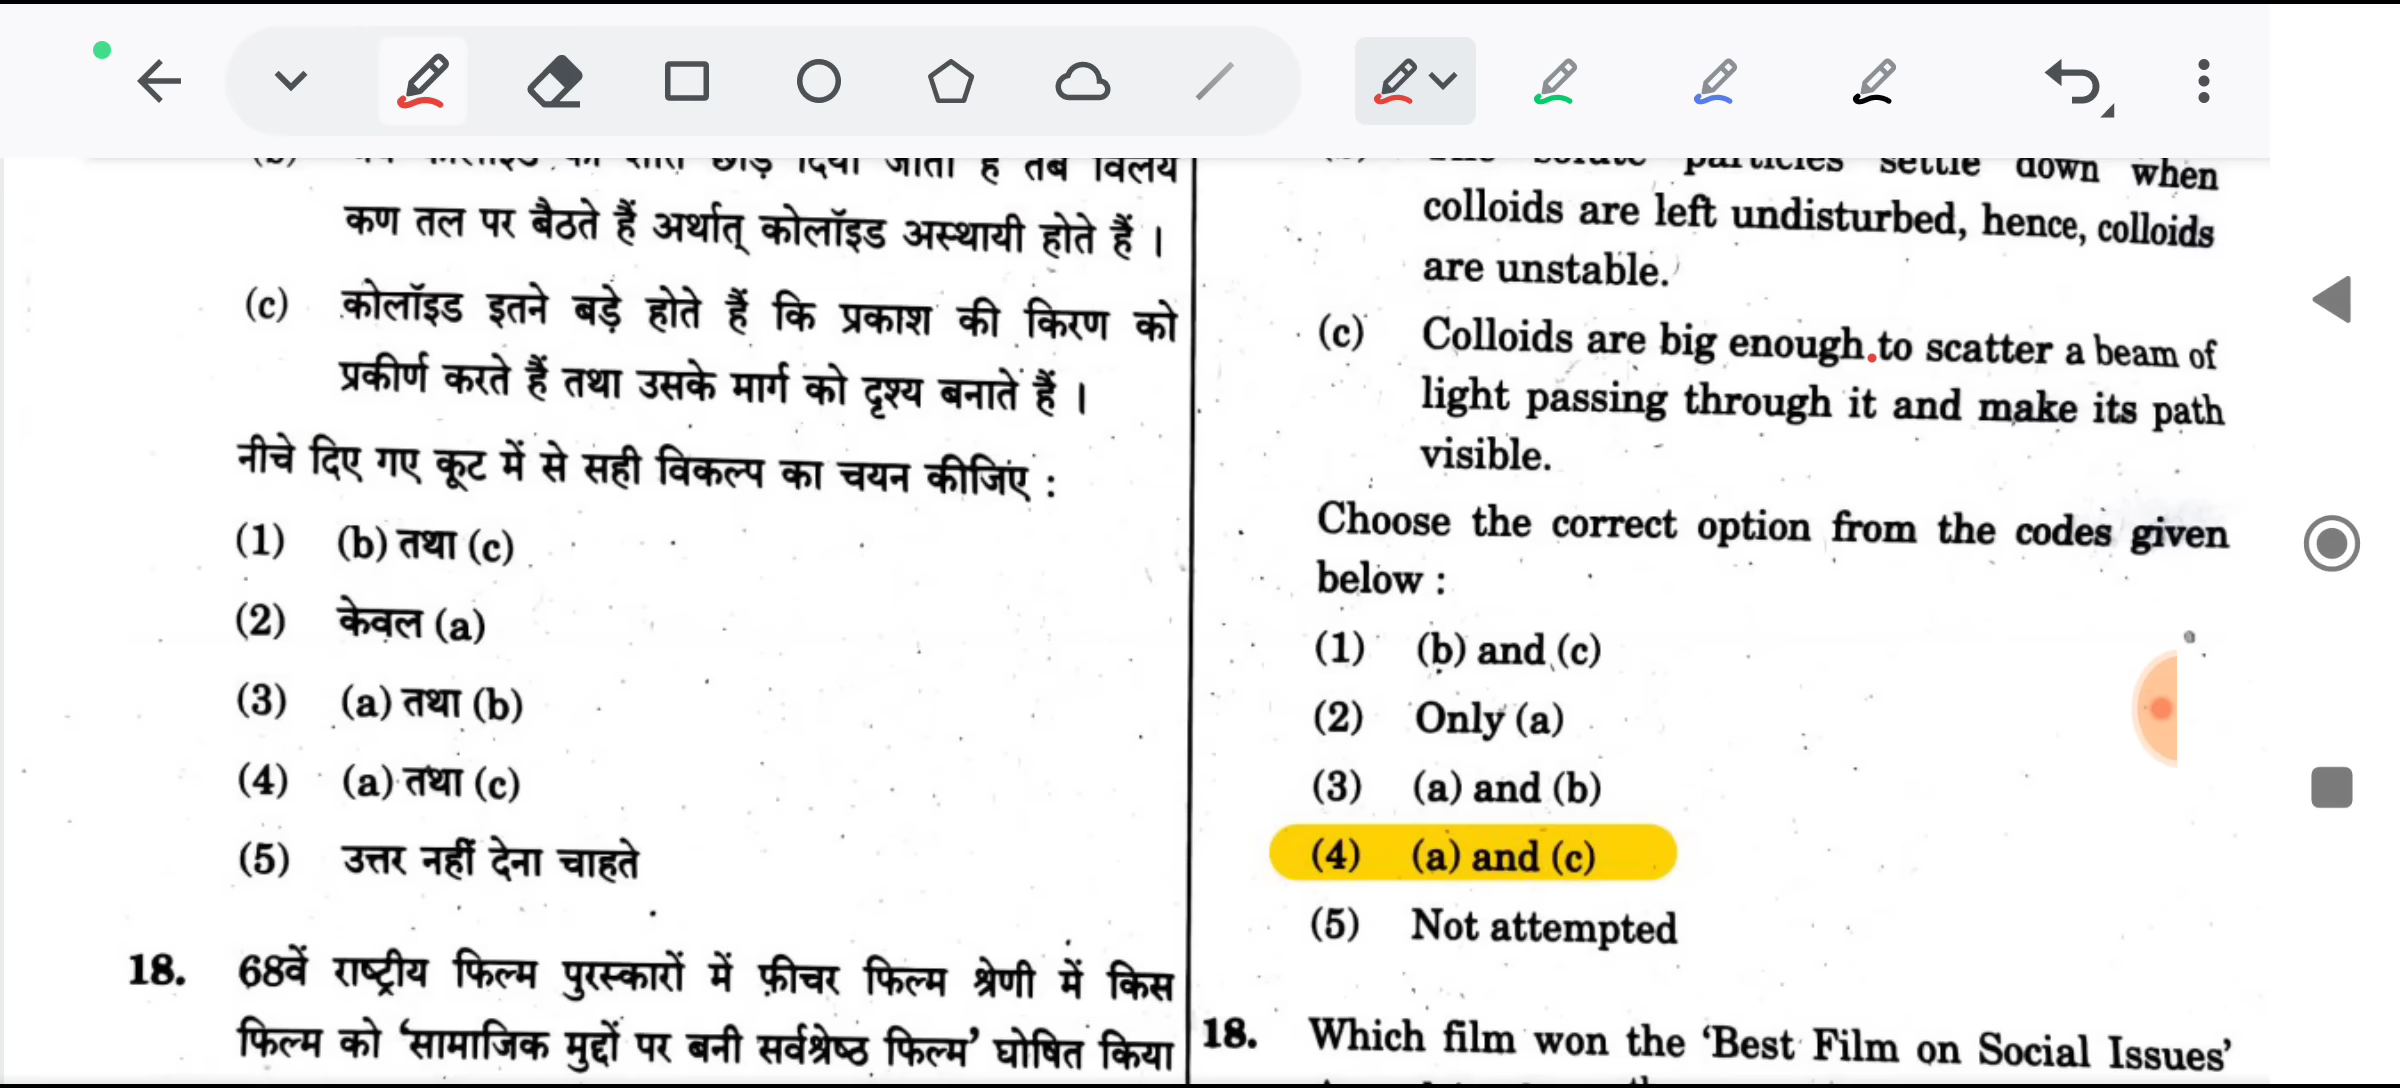 कण तल पर बैठते हैं अर्थात् कोलॉइड अस्थायी होते हैं ।
(c) कोलॉइड इतने बड़े होते हैं कि प्रकाश की किरण को
प्रकीर्ण करते हैं तथा उसके मार्ग को दृश्य बनाते हैं ।
नीचे दिए गए कूट में से सही विकल्प का चयन कीजिए :
(1) (b) तथा (c)
(2) केवल (a)
(3) (a) तथा (b)
(4) (a) तथा (c)
(5) उत्तर नहीं देना चाहते
18. 68वें राष्ट्रीय फिल्म पुरस्कारों में फ़ीचर फिल्म श्रेणी में किस
फिल्म को ‘सामाजिक मुद्दों पर बनी सर्वश्रेष्ठ फिल्म’ घोषित किया
particles settle down when
colloids are left undisturbed, hence, colloids
are unstable.
(c) Colloids are big enough to scatter a beam of
light passing through it and make its path
visible.
Choose the correct option from the codes given
below :
(1) (b) and (c)
(2) Only (a)
(3) (a) and (b)
(4) (a) and (c)
(5) Not attempted
18. Which film won the ‘Best Film on Social Issues’